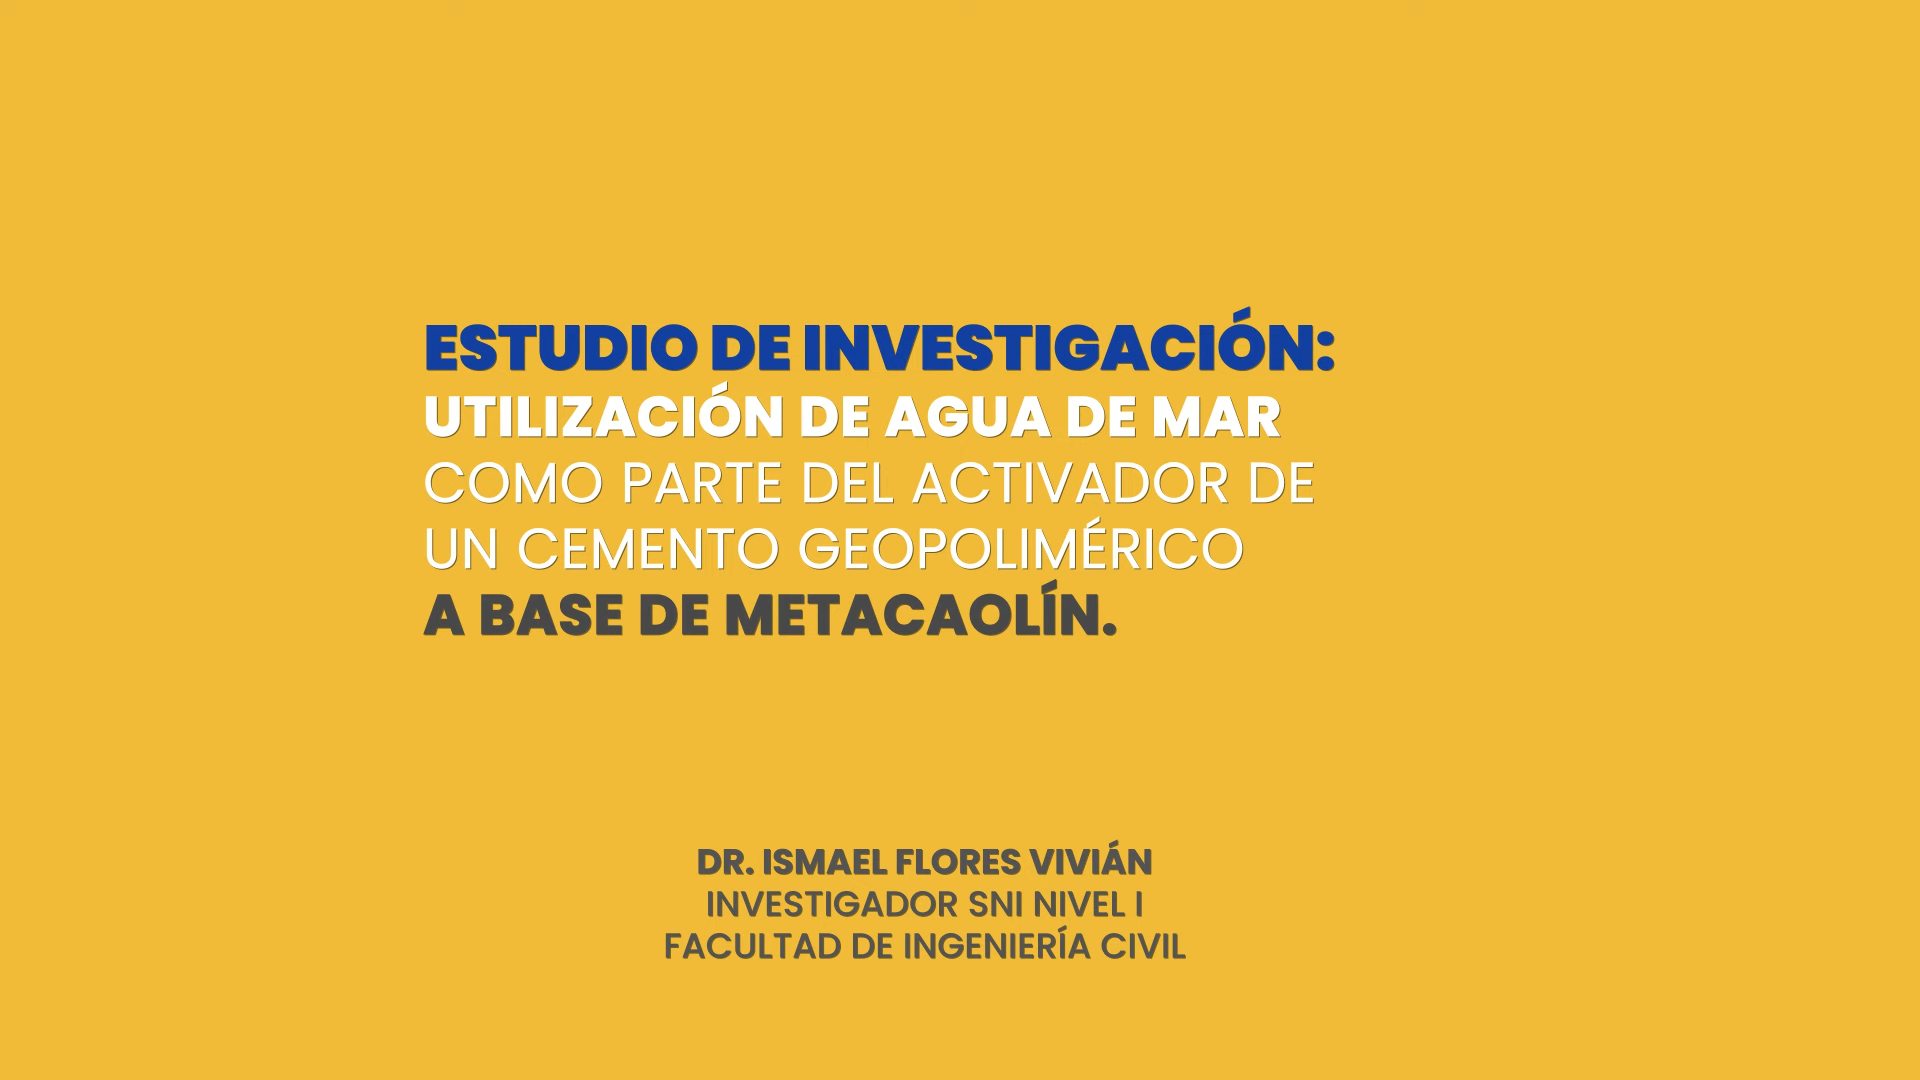 ESTUDIO DE INVESTIGACIÓN:
UTILIZACIÓN DE AGUA DE MAR
COMO PARTE DEL ACTIVADOR DE
UN CEMENTO GEOPOLIMÉRICO
A BASE DE METACAOLÍN.
DR. ISMAEL FLORES VIVIÁN
INVESTIGADOR SNI NIVEL I
FACULTAD DE INGENIERÍA CIVIL